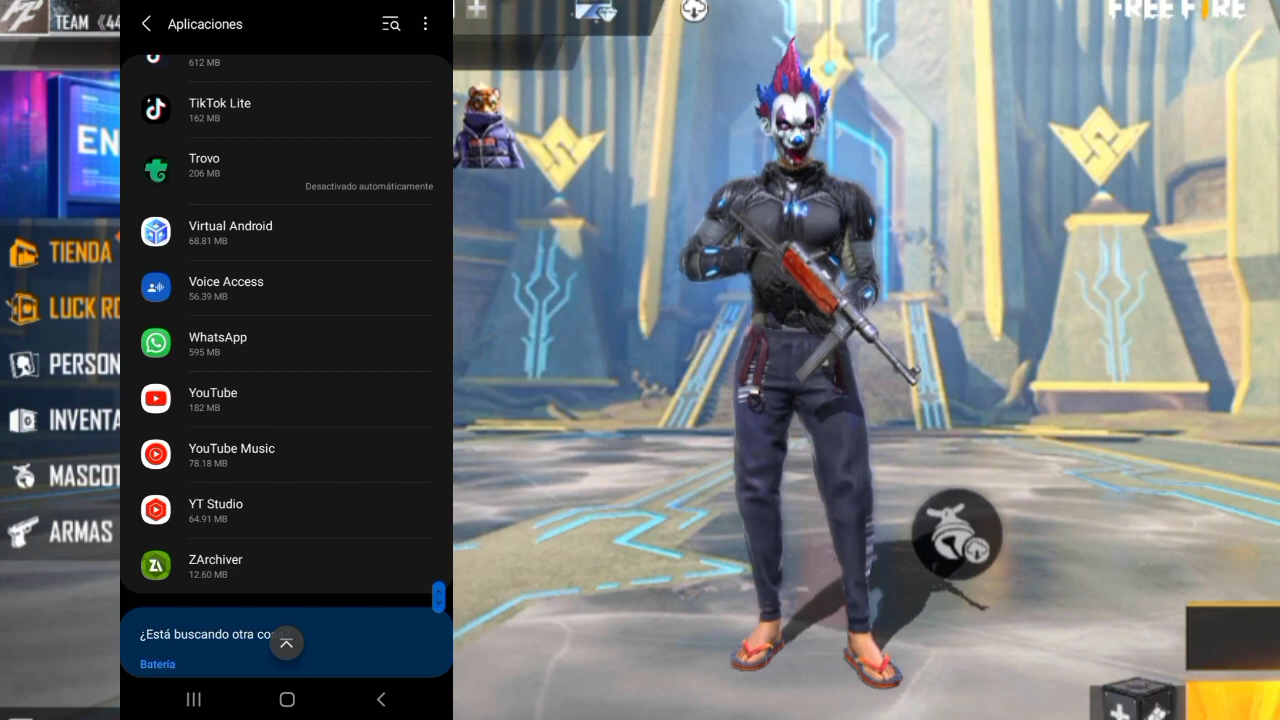 TEAM 《44
EN
TIENDA
LUCK RO
PERSON
INVENTA
MASCOT
ARMAS
Aplicaciones
612 MB
TikTok Lite
162 MB
Trovo
206 MB
Desactivado automáticamente
Virtual Android
68.81 MB
Voice Access
56.39 MB
WhatsApp
595 MB
YouTube
182 MB
YouTube Music
78.18 MB
YT Studio
64.91 MB
ZArchiver
12.60 MB
¿Está buscando otra co
Batería
FREE FIRE